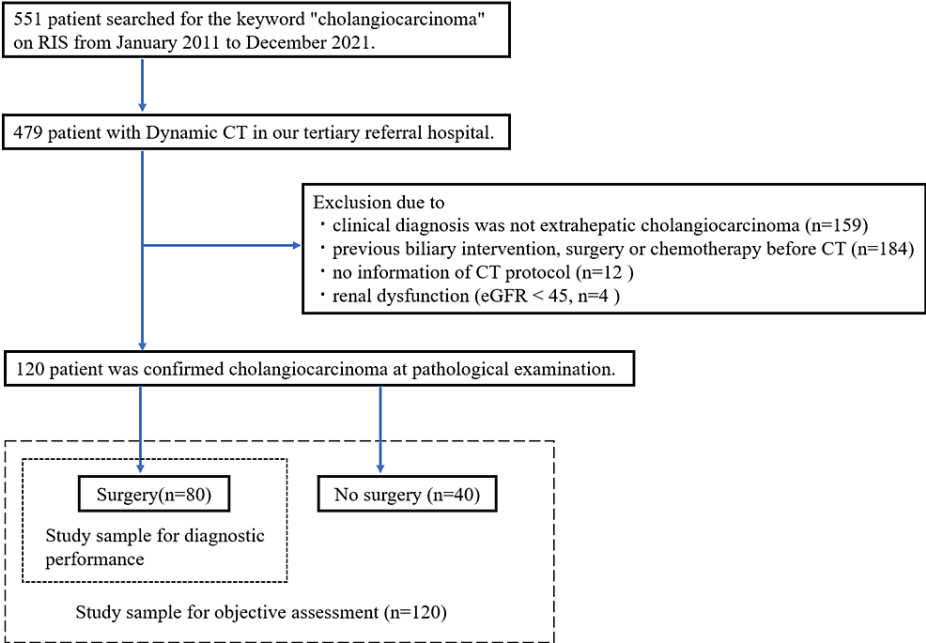 551 patient searched for the keyword "cholangiocarcinoma"
on RIS from January 2011 to December 2021.
479 patient with Dynamic CT in our tertiary referral hospital.
Exclusion due to
・clinical diagnosis was not extrahepatic cholangiocarcinoma (n=159)
・previous biliary intervention, surgery or chemotherapy before CT (n=184)
・no information of CT protocol (n=12 )
・renal dysfunction (eGFR < 45, n=4 )
120 patient was confirmed cholangiocarcinoma at pathological examination.
Surgery(n=80)
No surgery (n=40)
Study sample for diagnostic
performance
Study sample for objective assessment (n=120)